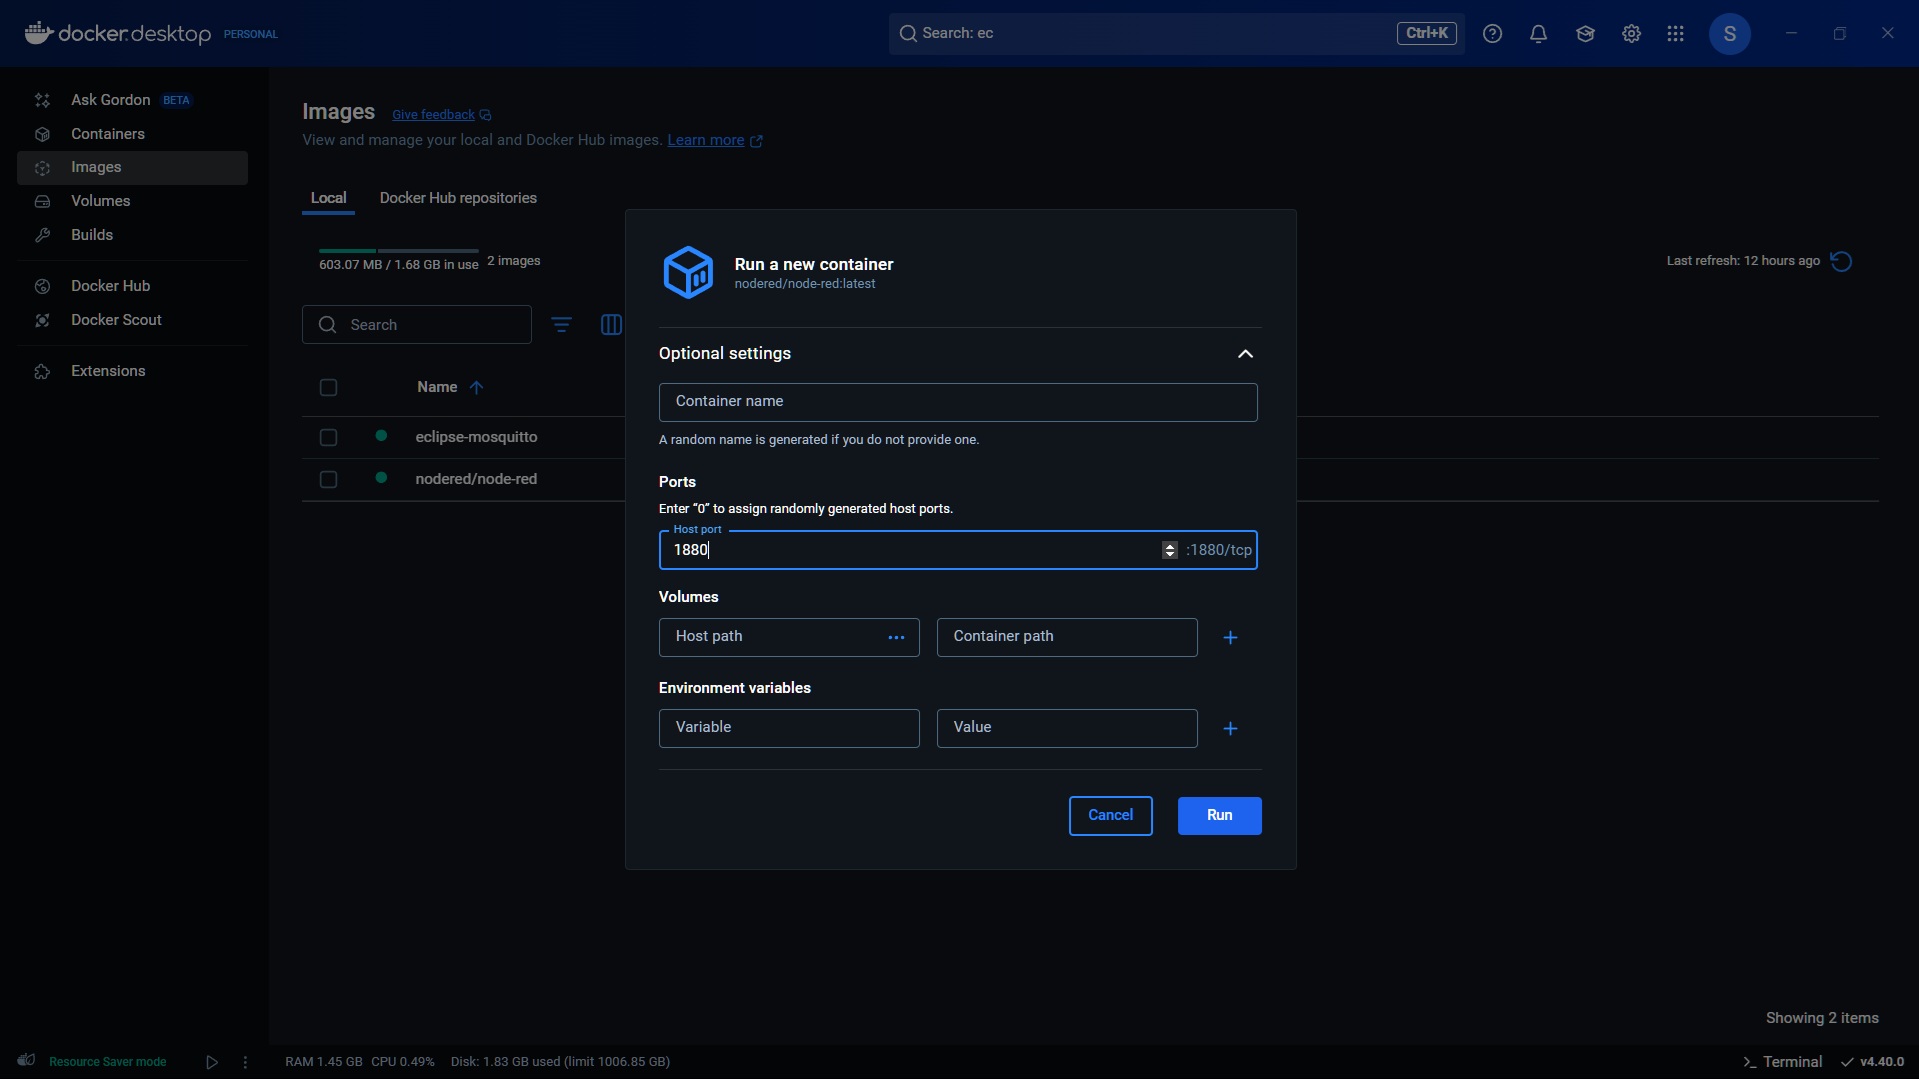 docker.desktop PERSONAL
Search: ec
Ctrl+K
S
Ask Gordon BETA
Containers
Images
Volumes
Builds
Docker Hub
Docker Scout
Extensions
Images Give feedback
View and manage your local and Docker Hub images. Learn more
Local Docker Hub repositories
603.07 MB / 1.68 GB in use 2 images
Last refresh: 12 hours ago
Search
Name
eclipse-mosquitto
nodered/node-red
Run a new container
nodered/node-red:latest
Optional settings
Container name
A random name is generated if you do not provide one.
Ports
Enter “0” to assign randomly generated host ports.
Host port
1880 :1880/tcp
Volumes
Host path ... Container path +
Environment variables
Variable Value +
Cancel Run
Showing 2 items
Resource Saver mode
RAM 1.45 GB CPU 0.49% Disk: 1.83 GB used (limit 1006.85 GB)
>_ Terminal v4.40.0